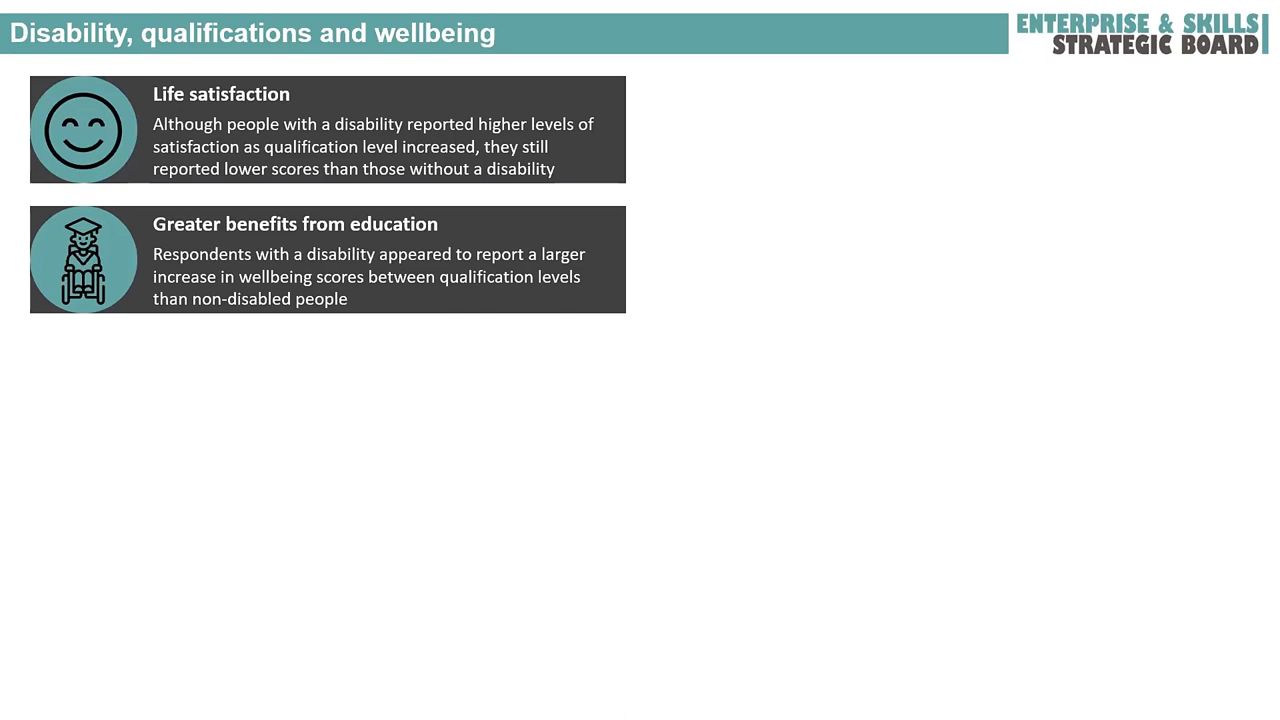 Disability, qualifications and wellbeing
ENTERPRISE & SKILLS
STRATEGIC BOARD
Life satisfaction
Although people with a disability reported higher levels of
satisfaction as qualification level increased, they still
reported lower scores than those without a disability
Greater benefits from education
Respondents with a disability appeared to report a larger
increase in wellbeing scores between qualification levels
than non-disabled people